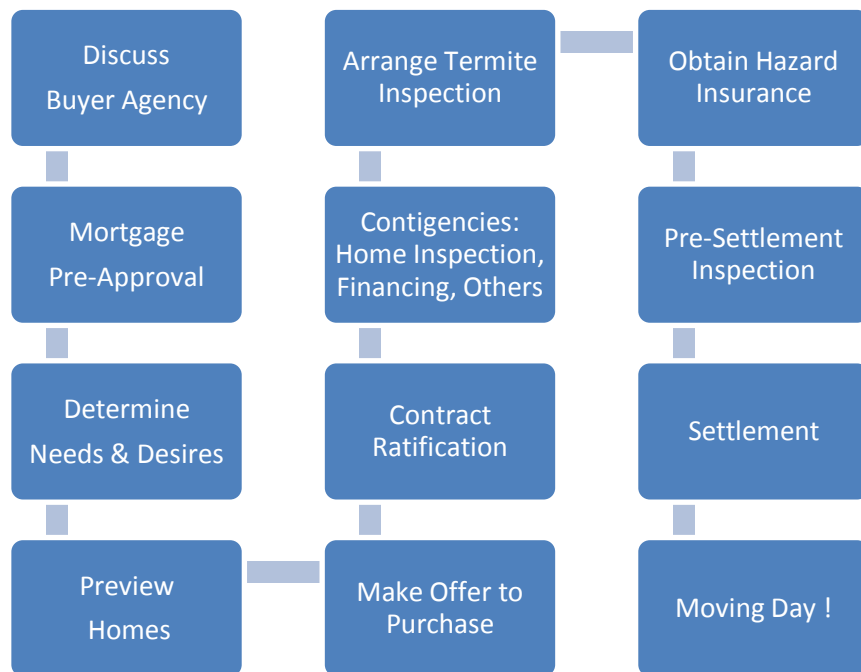 Discuss
Buyer Agency
Mortgage
Pre-Approval
Determine
Needs & Desires
Preview
Homes
Make Offer to
Purchase
Contract
Ratification
Contigencies:
Home Inspection,
Financing, Others
Arrange Termite
Inspection
Obtain Hazard
Insurance
Pre-Settlement
Inspection
Settlement
Moving Day !